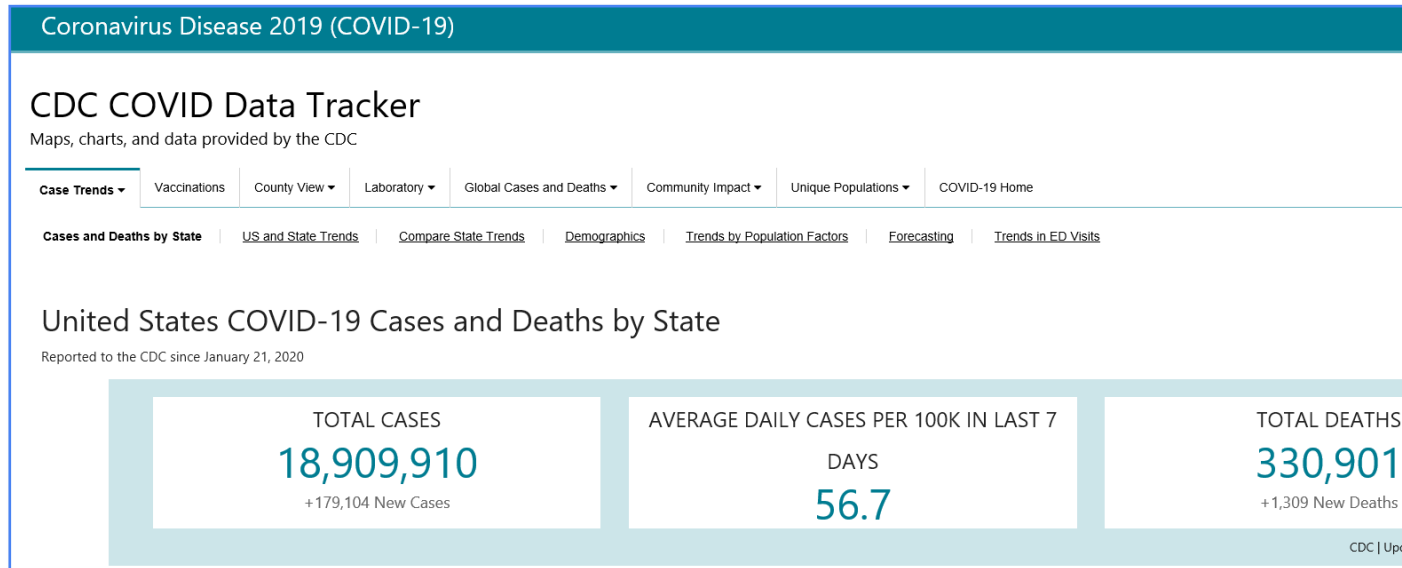 Coronavirus Disease 2019 (COVID-19)
CDC COVID Data Tracker
Maps, charts, and data provided by the CDC
Case Trends Vaccinations County View Laboratory Global Cases and Deaths Community Impact Unique Populations COVID-19 Home
Cases and Deaths by State US and State Trends Compare State Trends Demographics Trends by Population Factors Forecasting Trends in ED Visits
United States COVID-19 Cases and Deaths by State
Reported to the CDC since January 21, 2020
TOTAL CASES
18,909,910
+179,104 New Cases
AVERAGE DAILY CASES PER 100K IN LAST 7
DAYS
56.7
TOTAL DEATHS
330,901
+1,309 New Deaths
CDC |